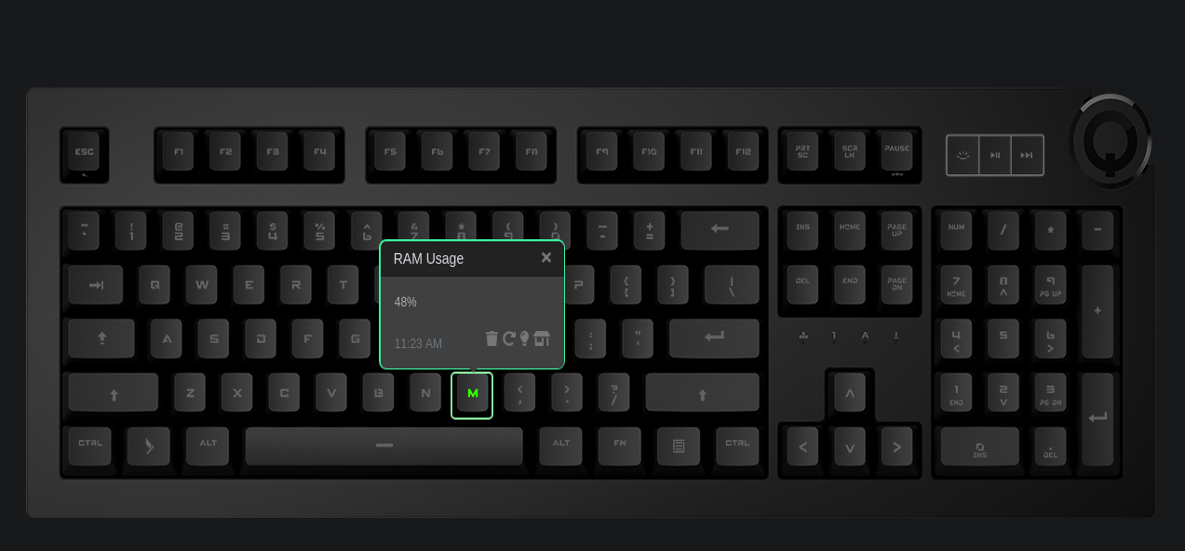 ESC F1 F2 F3 F4 F5 F6 F7 F8 F9 F10 F11 F12 PRT SC SCR LK PAUSE
~ ` ! 1 @ 2 # 3 $ 4 % 5 ^ 6 & 7 * 8 ( 9 ) 0 - + = INS HOME PAGE UP NUM / * -
RAM Usage
Q W E R T P { [ } ] | \ DEL END PAGE DN 7 HOME 8 ^ 9 PG UP +
48%
A S D F G : ; " ' 1 A 4 < 5 6 >
11:23 AM
Z X C V B N M < , > . ? / 1 END 2 V 3 PG DN
CTRL ALT ALT FN CTRL < V > 0 INS . DEL